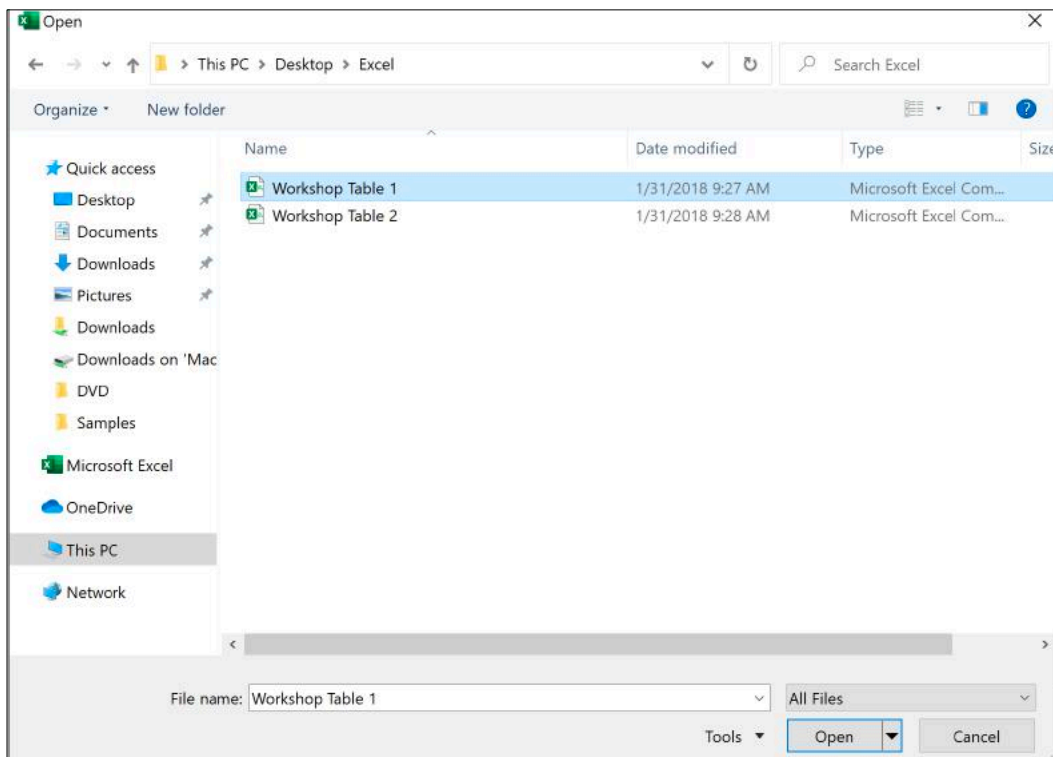 Open
> This PC > Desktop > Excel
Search Excel
Organize
New folder
Name
Date modified
Type
Size
Quick access
Desktop
Documents
Downloads
Pictures
Downloads
Downloads on 'Mac
DVD
Samples
Microsoft Excel
OneDrive
This PC
Network
Workshop Table 1 1/31/2018 9:27 AM Microsoft Excel Com...
Workshop Table 2 1/31/2018 9:28 AM Microsoft Excel Com...
File name: Workshop Table 1
All Files
Tools
Open
Cancel